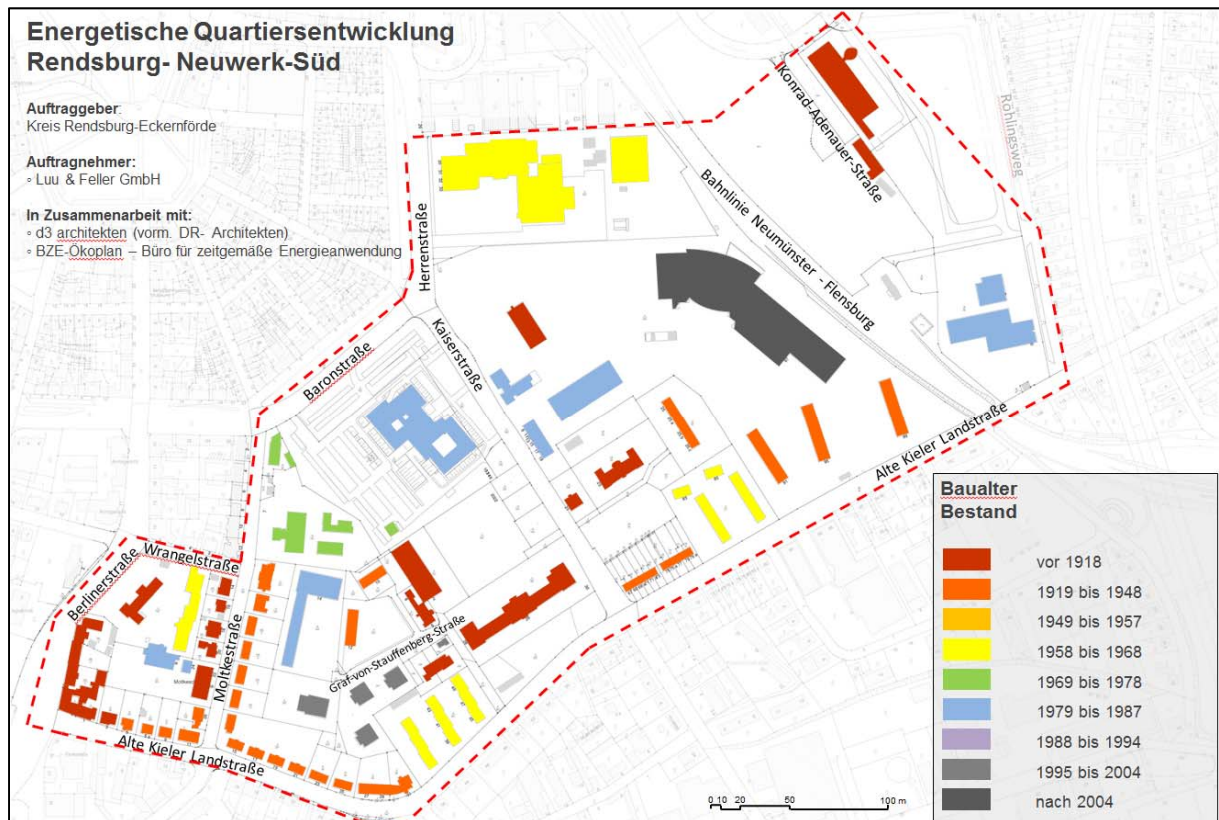 Energetische Quartiersentwicklung
Rendsburg- Neuwerk-Süd
Auftraggeber:
Kreis Rendsburg-Eckernförde
Auftragnehmer:
◦ Luu & Feller GmbH
In Zusammenarbeit mit:
◦ d3 architekten (vorm. DR- Architekten)
◦ BZE-Ökoplan – Büro für zeitgemäße Energieanwendung
Konrad-Adenauer-Straße
Röhlingsweg
Bahnlinie Neumünster - Flensburg
Herrenstraße
Kaiserstraße
Baronstraße
Alte Kieler Landstraße
Wrangelstraße
Berlinerstraße
Moltkestraße
Graf-von-Stauffenberg-Straße
Alte Kieler Landstraße
Baualter
Bestand
vor 1918
1919 bis 1948
1949 bis 1957
1958 bis 1968
1969 bis 1978
1979 bis 1987
1988 bis 1994
1995 bis 2004
nach 2004
0 10 20 50 100 m